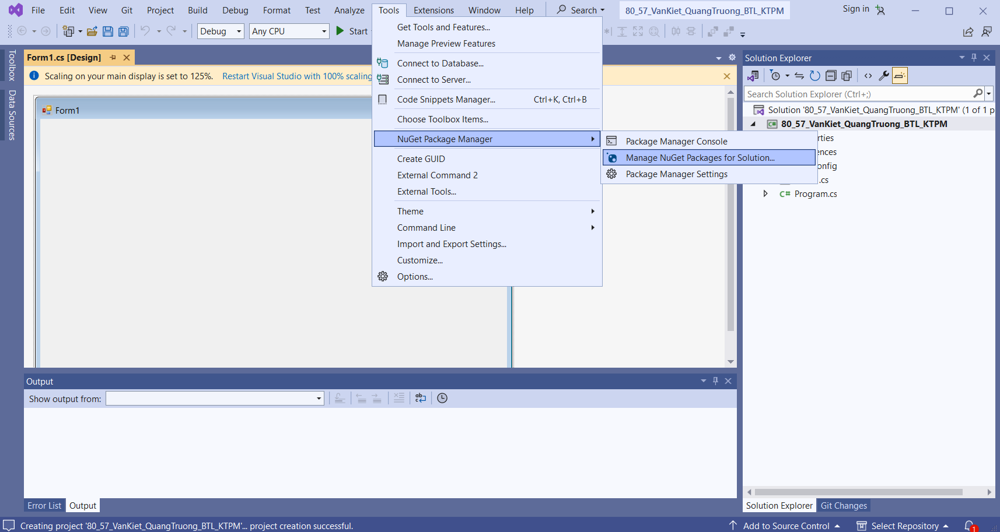 File Edit View Git Project Build Debug Format Test Analyze Tools Extensions Window Help Search 80_57_VanKiet_QuangTruong_BTL_KTPM Sign in
Debug Any CPU Start
Toolbox
Data Sources
Form1.cs [Design]
Scaling on your main display is set to 125%. Restart Visual Studio with 100% scaling
Form1
Get Tools and Features...
Manage Preview Features
Connect to Database...
Connect to Server...
Code Snippets Manager... Ctrl+K, Ctrl+B
Choose Toolbox Items...
NuGet Package Manager
Create GUID
External Command 2
External Tools...
Theme
Command Line
Import and Export Settings...
Customize...
Options...
Package Manager Console
Manage NuGet Packages for Solution...
Package Manager Settings
Solution Explorer
Search Solution Explorer (Ctrl+;)
Solution '80_57_VanKiet_QuangTruong_BTL_KTPM' (1 of 1 p
C# 80_57_VanKiet_QuangTruong_BTL_KTPM
rties
ences
onfig
.cs
C# Program.cs
Output
Show output from:
Error List Output
Solution Explorer Git Changes
Creating project '80_57_VanKiet_QuangTruong_BTL_KTPM'... project creation successful.
Add to Source Control Select Repository 1